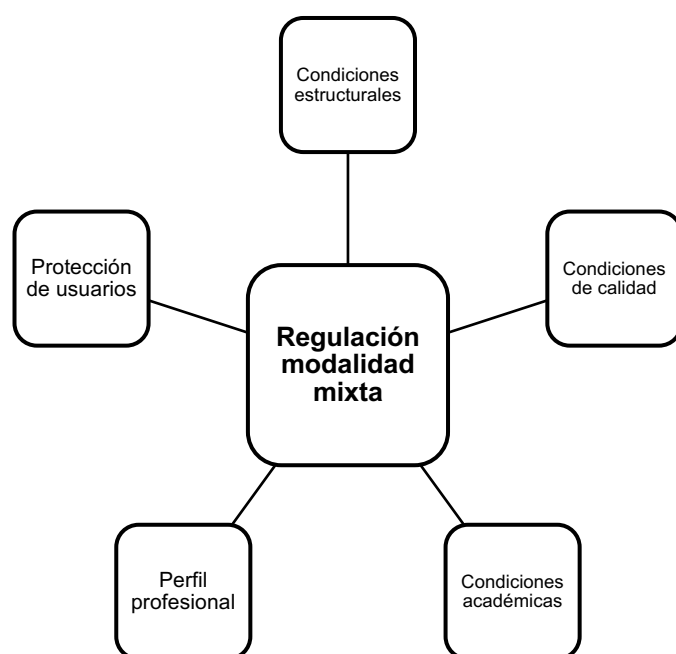 Condiciones
estructurales
Protección
de usuarios
Condiciones
de calidad
Regulación
modalidad
mixta
Perfil
profesional
Condiciones
académicas